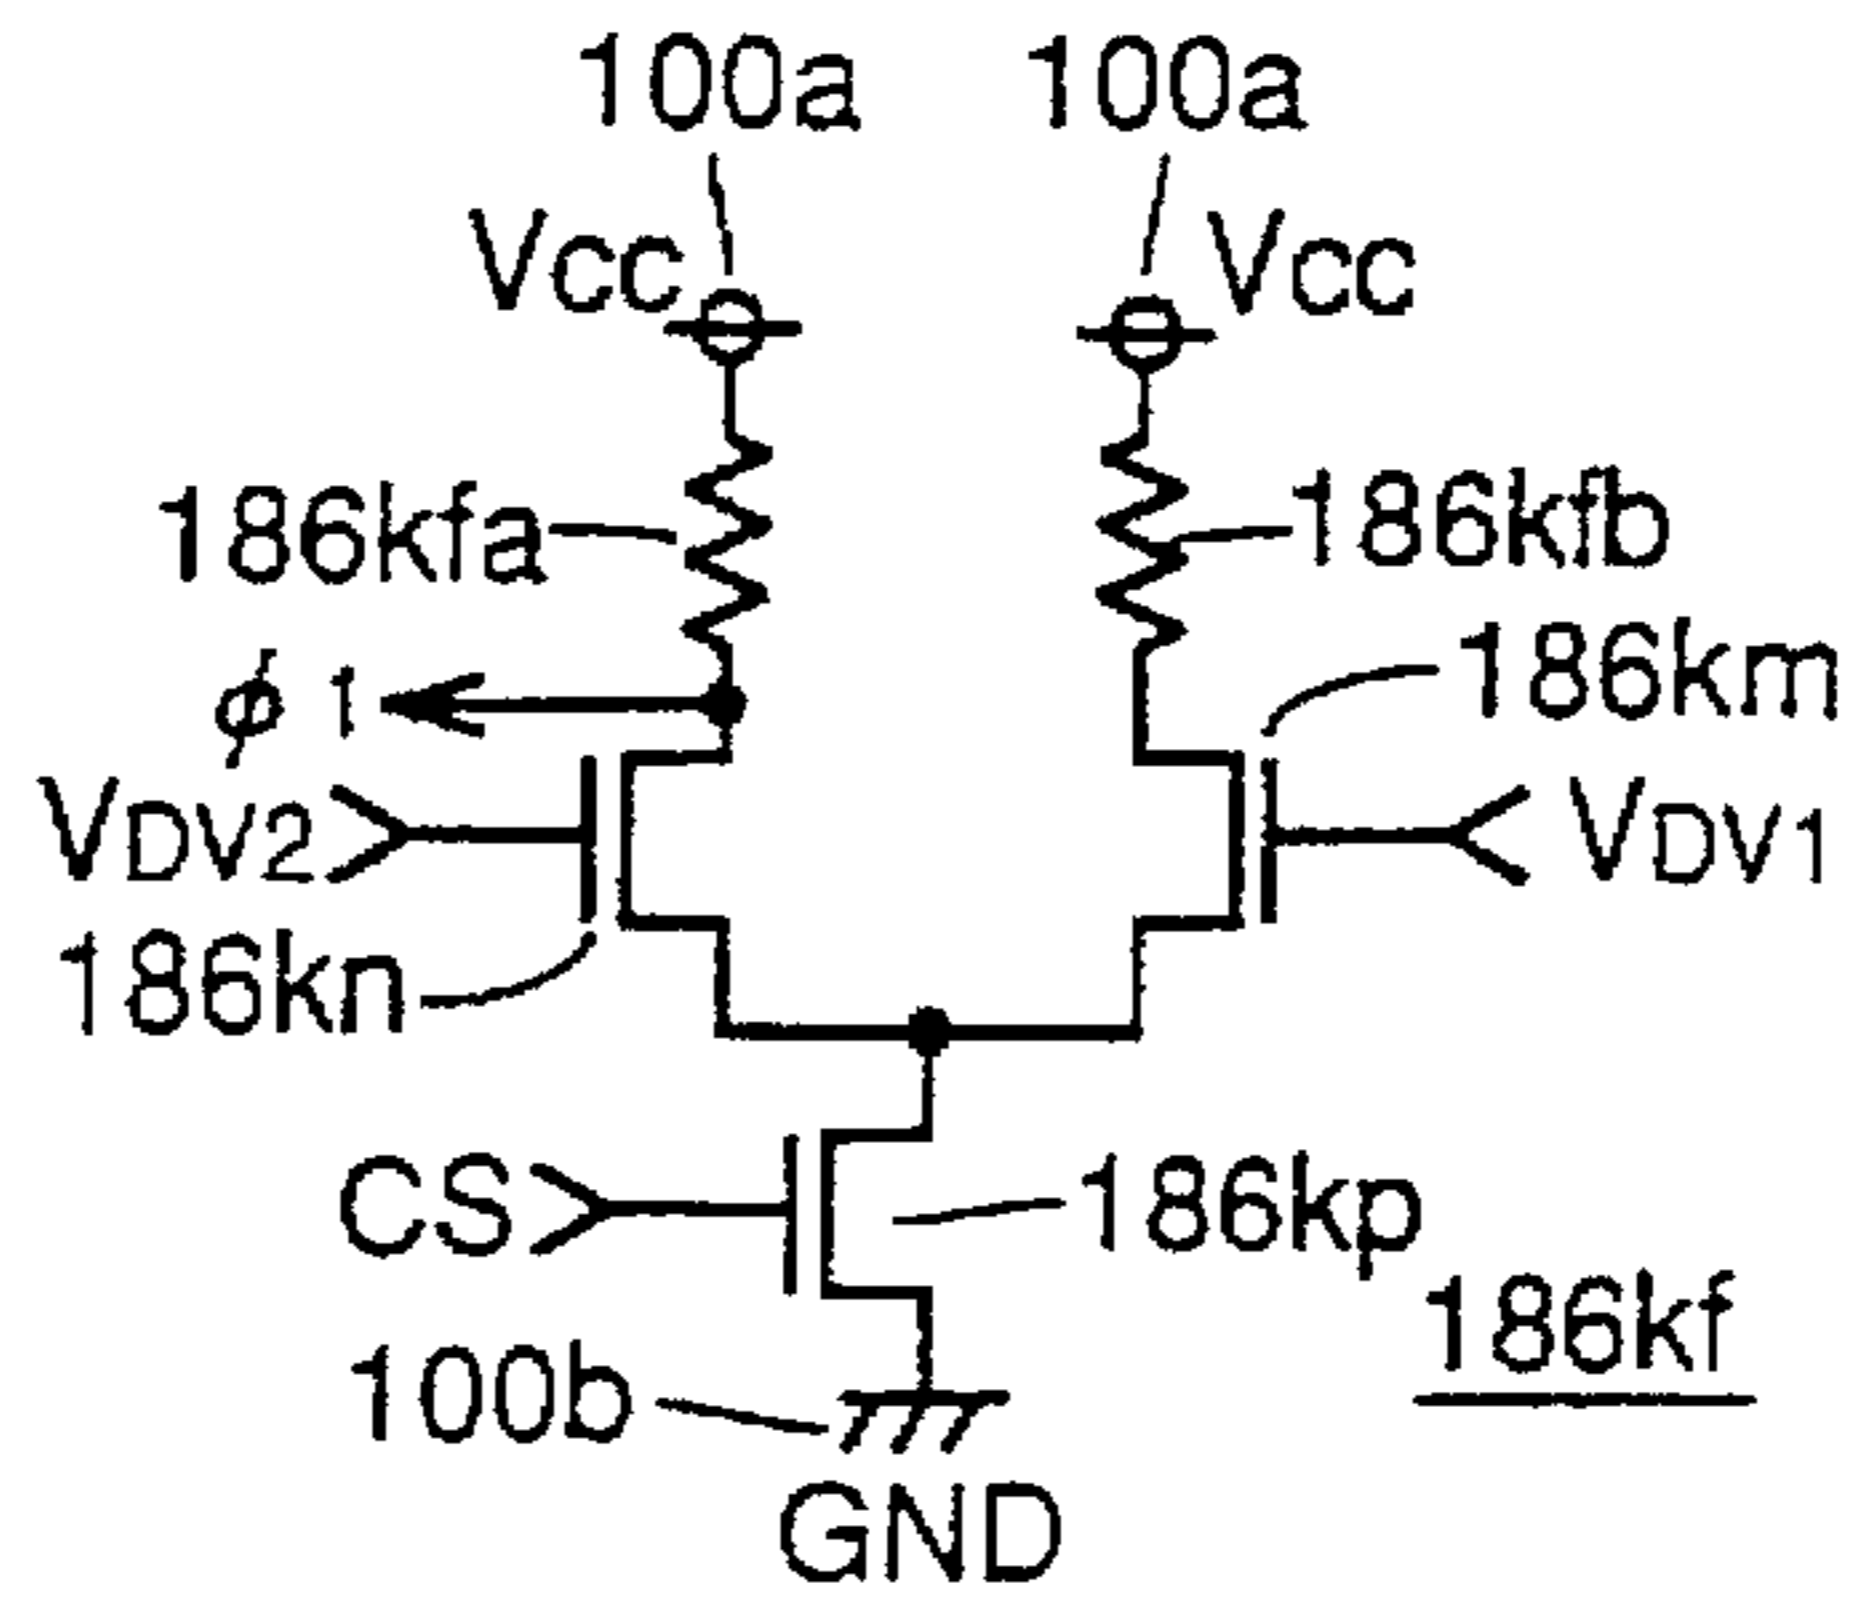 100a 100a
Vcc Vcc
186kfa 186kfb
ϕ1 186km
VDV2 VDV1
186kn
CS 186kp
186kf
100b
GND